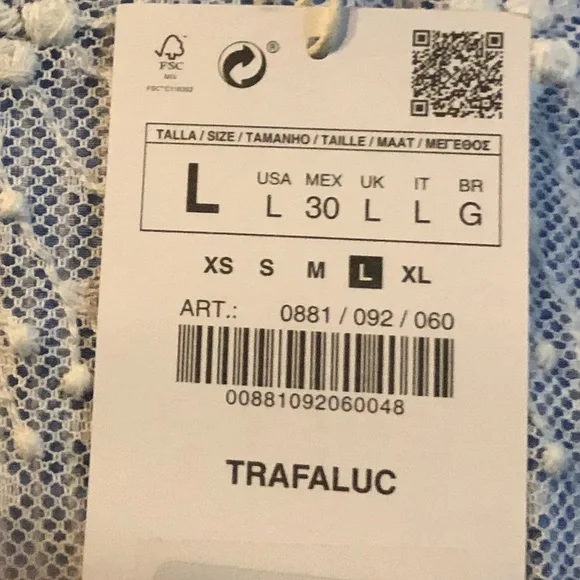 FSC
MIX
®
TALLA / SIZE / TAMANHO / TAILLE / MAAT / ΜΕΓΕΘΟΣ
L
USA MEX UK IT BR
L 30 L L G
XS S M L XL
ART.: 0881 / 092 / 060
00881092060048
TRAFALUC